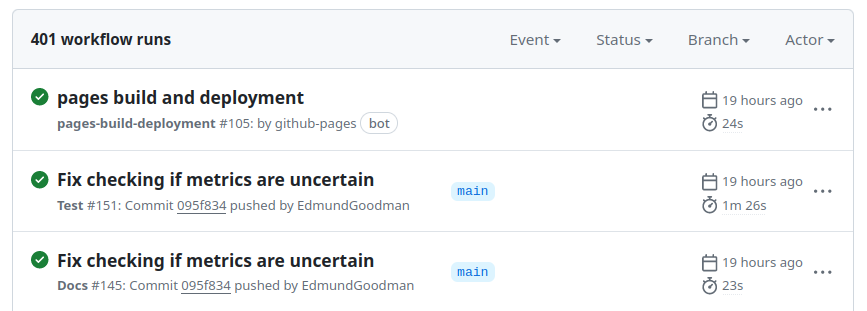 401 workflow runs Event Status Branch Actor
pages build and deployment
19 hours ago
pages-build-deployment #105: by github-pages bot
24s
Fix checking if metrics are uncertain
main
19 hours ago
Test #151: Commit 095f834 pushed by EdmundGoodman
1m 26s
Fix checking if metrics are uncertain
main
19 hours ago
Docs #145: Commit 095f834 pushed by EdmundGoodman
23s